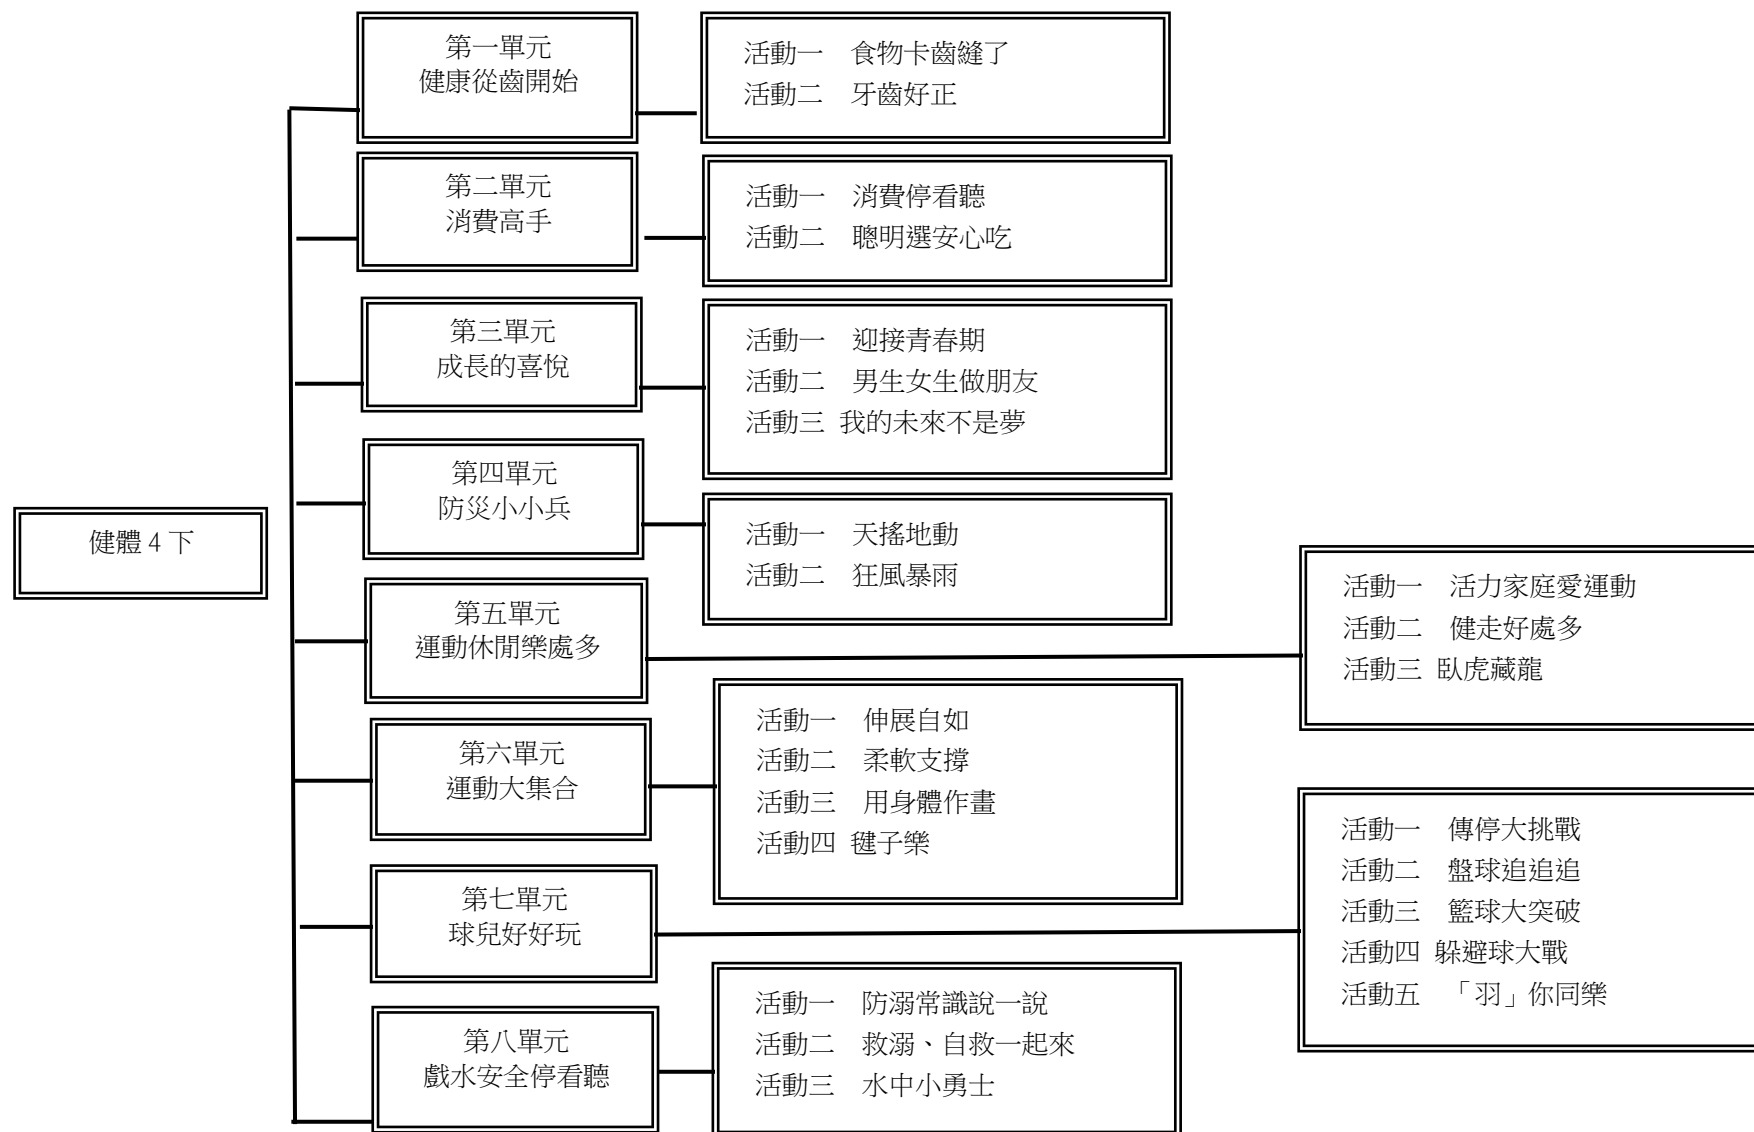 健體 4 下
第一單元
健康從齒開始
活動一　食物卡齒縫了
活動二　牙齒好正
第二單元
消費高手
活動一　消費停看聽
活動二　聰明選安心吃
第三單元
成長的喜悅
活動一　迎接青春期
活動二　男生女生做朋友
活動三 我的未來不是夢
第四單元
防災小小兵
活動一　天搖地動
活動二　狂風暴雨
第五單元
運動休閒樂處多
活動一　活力家庭愛運動
活動二　健走好處多
活動三 臥虎藏龍
第六單元
運動大集合
活動一　伸展自如
活動二　柔軟支撐
活動三　用身體作畫
活動四 毽子樂
第七單元
球兒好好玩
活動一　傳停大挑戰
活動二　盤球追追追
活動三　籃球大突破
活動四 躲避球大戰
活動五　「羽」你同樂
第八單元
戲水安全停看聽
活動一　防溺常識說一說
活動二　救溺、自救一起來
活動三　水中小勇士